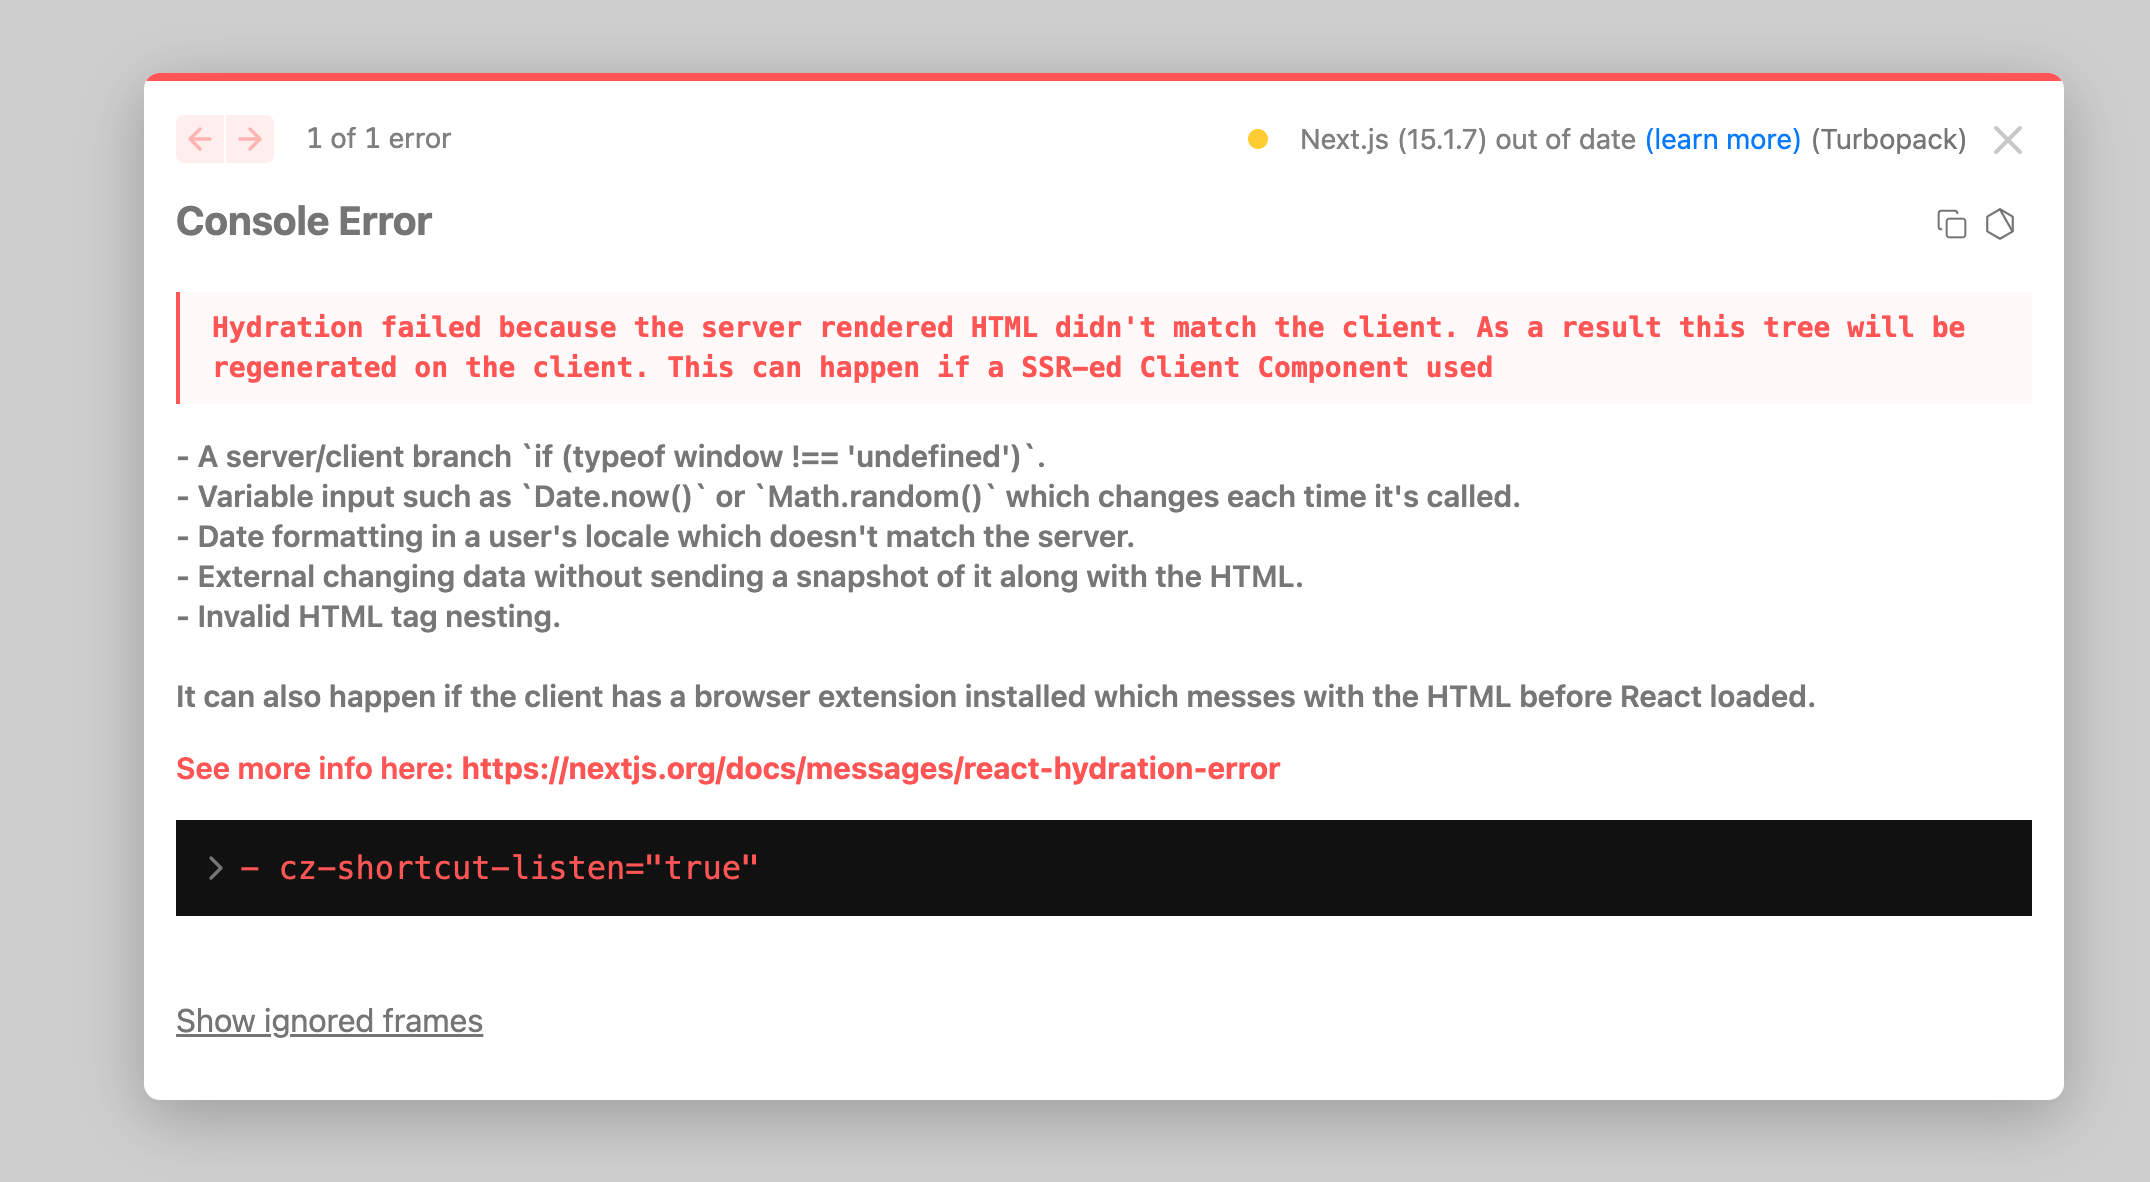 1 of 1 error
Next.js (15.1.7) out of date (learn more) (Turbopack)
Console Error
Hydration failed because the server rendered HTML didn't match the client. As a result this tree will be
regenerated on the client. This can happen if a SSR-ed Client Component used
- A server/client branch `if (typeof window !== 'undefined')`.
- Variable input such as `Date.now()` or `Math.random()` which changes each time it's called.
- Date formatting in a user's locale which doesn't match the server.
- External changing data without sending a snapshot of it along with the HTML.
- Invalid HTML tag nesting.
It can also happen if the client has a browser extension installed which messes with the HTML before React loaded.
See more info here: https://nextjs.org/docs/messages/react-hydration-error
- cz-shortcut-listen="true"
Show ignored frames